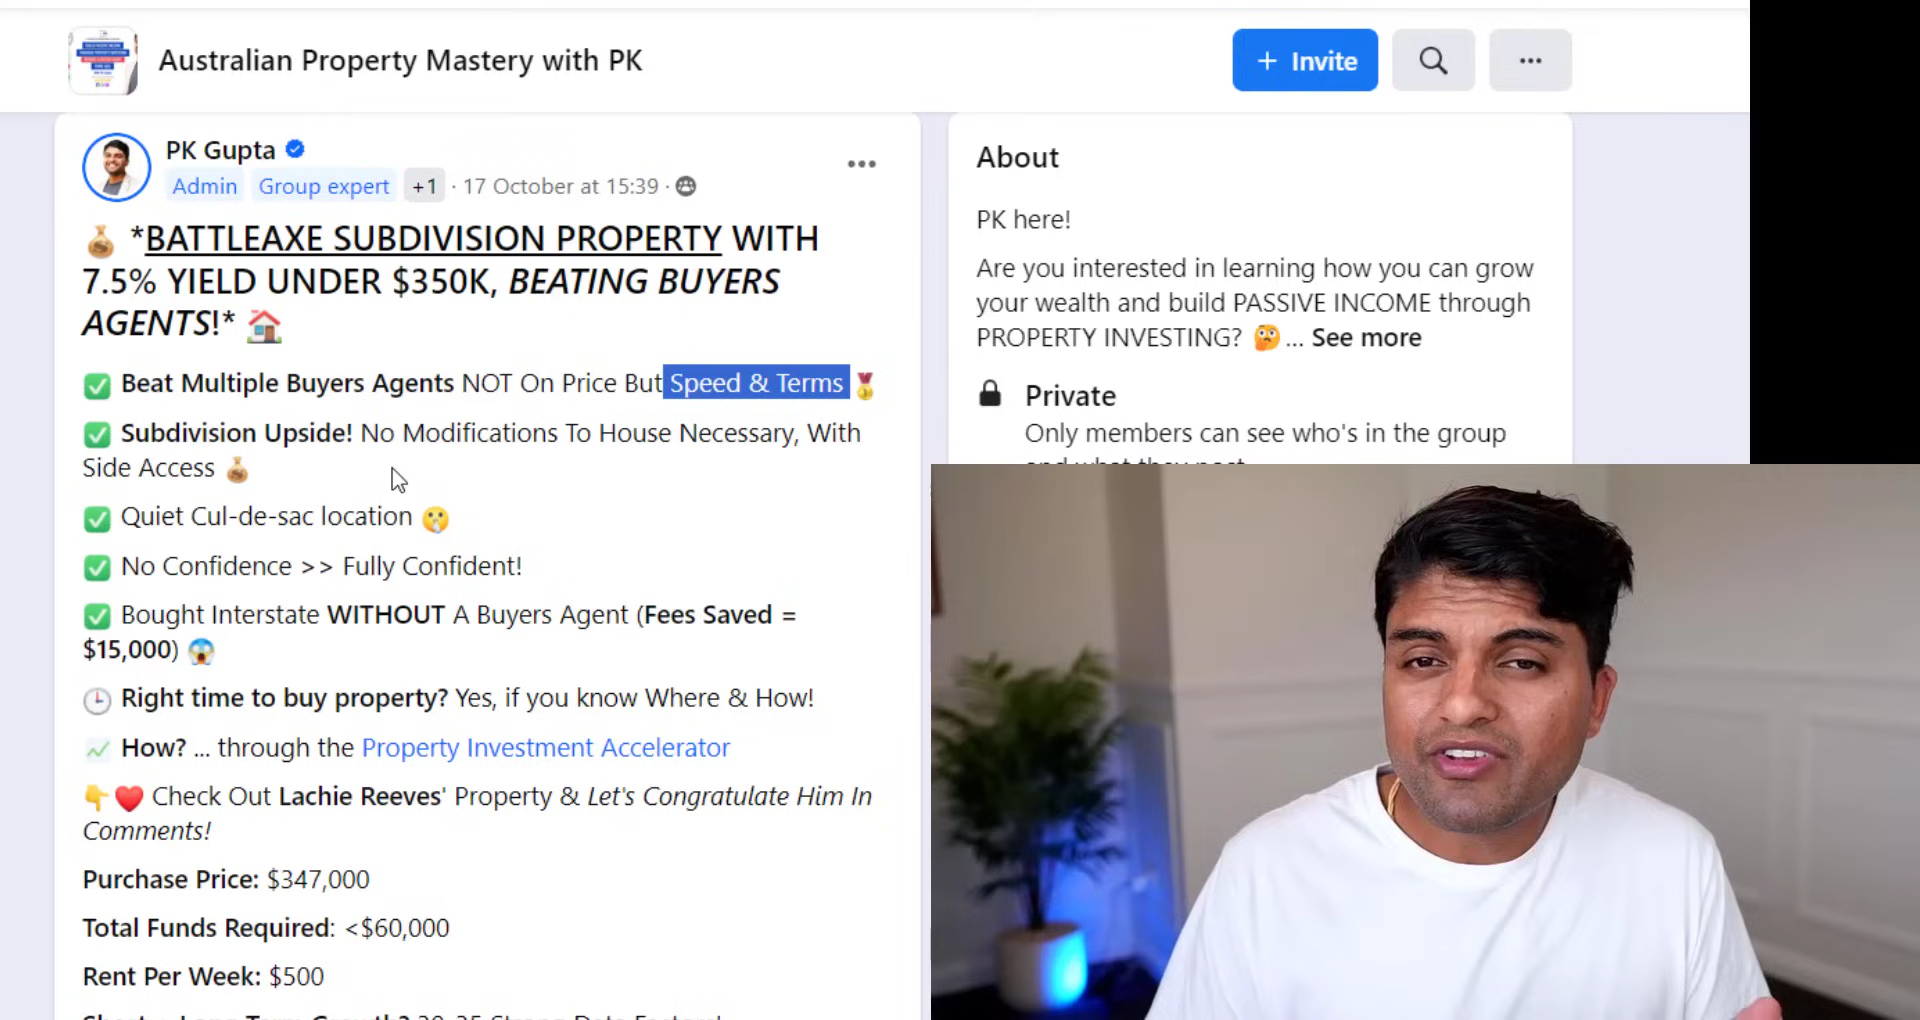 Australian Property Mastery with PK
+ Invite
PK Gupta
Admin Group expert +1 · 17 October at 15:39 ·
💰 *BATTLEAXE SUBDIVISION PROPERTY WITH
7.5% YIELD UNDER $350K, BEATING BUYERS
AGENTS!* 🏠
✅ Beat Multiple Buyers Agents NOT On Price But Speed & Terms 🏅
✅ Subdivision Upside! No Modifications To House Necessary, With
Side Access 💰
✅ Quiet Cul-de-sac location 🤫
✅ No Confidence >> Fully Confident!
✅ Bought Interstate WITHOUT A Buyers Agent (Fees Saved =
$15,000) 😱
🕒 Right time to buy property? Yes, if you know Where & How!
📈 How? ... through the Property Investment Accelerator
👇❤️ Check Out Lachie Reeves' Property & Let's Congratulate Him In
Comments!
Purchase Price: $347,000
Total Funds Required: <$60,000
Rent Per Week: $500
About
PK here!
Are you interested in learning how you can grow
your wealth and build PASSIVE INCOME through
PROPERTY INVESTING? 🤔 ... See more
Private
Only members can see who's in the group